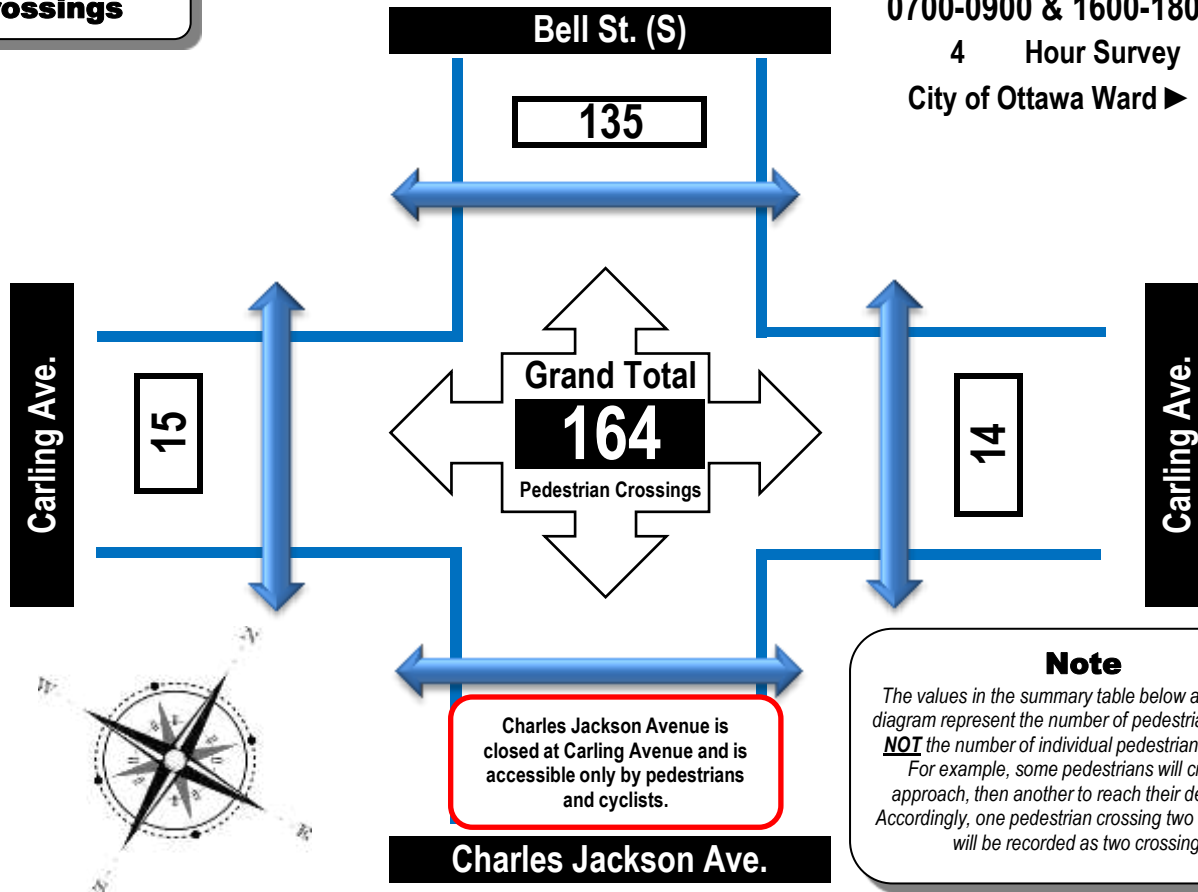 Crossings
Bell St. (S)
0700-0900 & 1600-180
4 Hour Survey
City of Ottawa Ward ►
135
Carling Ave.
15
Grand Total
164
Pedestrian Crossings
14
Carling Ave.
N
W
E
S
Charles Jackson Avenue is
closed at Carling Avenue and is
accessible only by pedestrians
and cyclists.
Charles Jackson Ave.
Note
The values in the summary table below a
diagram represent the number of pedestria
NOT the number of individual pedestrian
For example, some pedestrians will c
approach, then another to reach their de
Accordingly, one pedestrian crossing two
will be recorded as two crossing